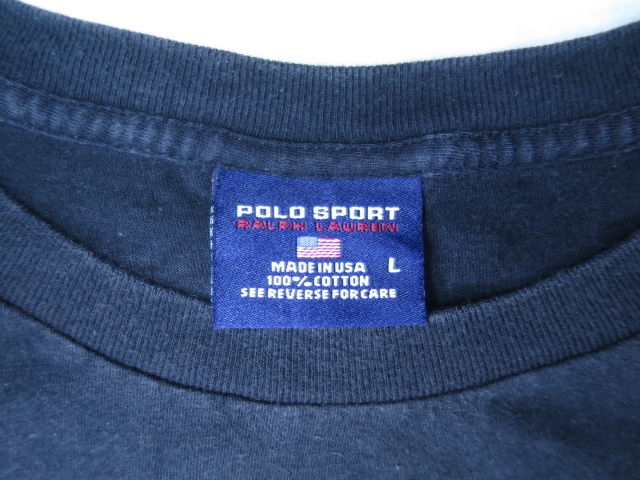 POLO SPORT
RALPH LAUREN
MADE IN USA L
100% COTTON
SEE REVERSE FOR CARE